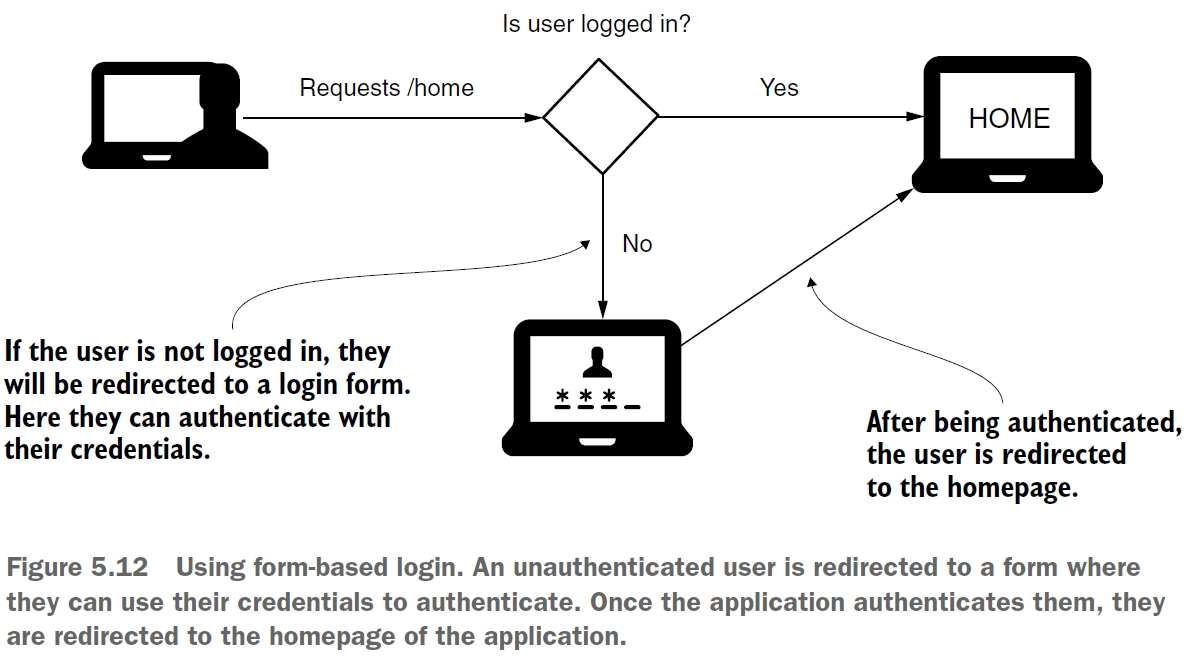 Is user logged in?
Requests /home
Yes
HOME
No
If the user is not logged in, they
will be redirected to a login form.
Here they can authenticate with
their credentials.
* * *
After being authenticated,
the user is redirected
to the homepage.
Figure 5.12 Using form-based login. An unauthenticated user is redirected to a form where
they can use their credentials to authenticate. Once the application authenticates them, they
are redirected to the homepage of the application.